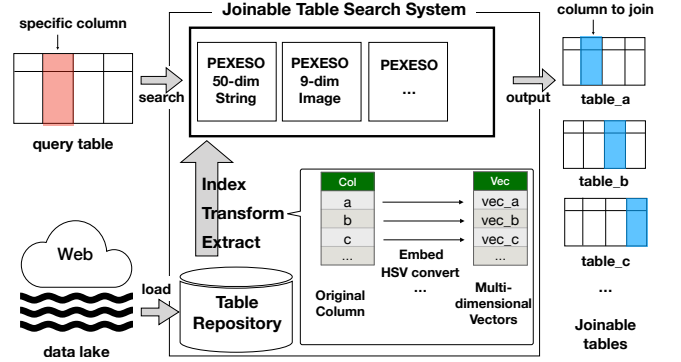 Joinable Table Search System
specific column
column to join
PEXESO
50-dim
String
PEXESO
9-dim
Image
PEXESO
...
search
output
query table
table_a
table_b
table_c
...
Joinable
tables
Index
Transform
Extract
Col
a
b
c
...
Vec
vec_a
vec_b
vec_c
...
Embed
HSV convert
...
Original
Column
Multi-
dimensional
Vectors
Web
load
data lake
Table
Repository